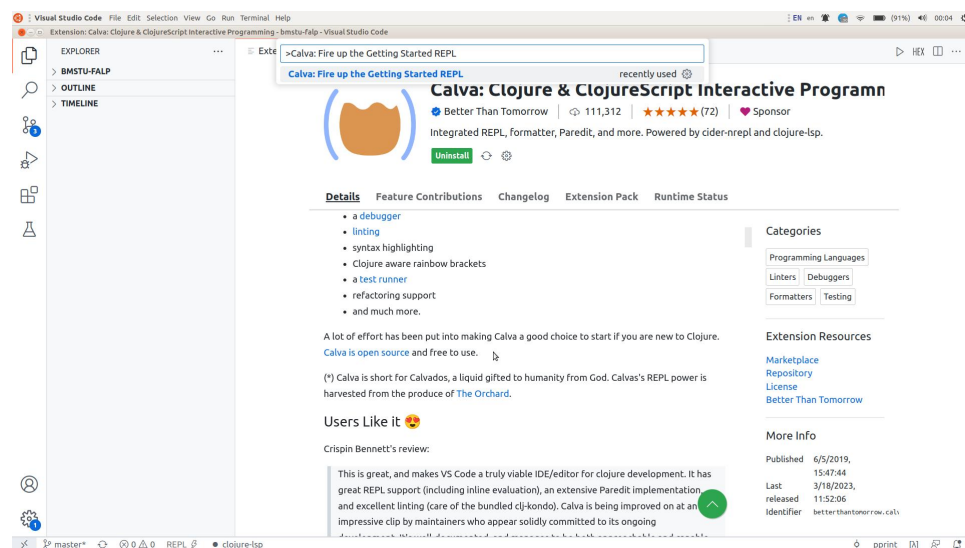 Visual Studio Code File Edit Selection View Go Run Terminal Help
EN en (91%) 00:04
Extension: Calva: Clojure & ClojureScript Interactive Programming - bmstu-falp - Visual Studio Code
EXPLORER
Exte
>Calva: Fire up the Getting Started REPL
HEX
BMSTU-FALP
Calva: Fire up the Getting Started REPL recently used
OUTLINE
Calva: Clojure & ClojureScript Interactive Programm
TIMELINE
Better Than Tomorrow 111,312 (72) Sponsor
Integrated REPL, formatter, Paredit, and more. Powered by cider-nrepl and clojure-lsp.
3
Uninstall
Details Feature Contributions Changelog Extension Pack Runtime Status
• a debugger
• linting
• syntax highlighting
• Clojure aware rainbow brackets
• a test runner
• refactoring support
• and much more.
A lot of effort has been put into making Calva a good choice to start if you are new to Clojure.
Calva is open source and free to use.
(*) Calva is short for Calvados, a liquid gifted to humanity from God. Calvas's REPL power is
harvested from the produce of The Orchard.
Users Like it 😍
Crispin Bennett's review:
This is great, and makes VS Code a truly viable IDE/editor for clojure development. It has
great REPL support (including inline evaluation), an extensive Paredit implementation,
and excellent linting (care of the bundled clj-kondo). Calva is being improved on at an
impressive clip by maintainers who appear solidly committed to its ongoing
Categories
Programming Languages
Linters Debuggers
Formatters Testing
Extension Resources
Marketplace
Repository
License
Better Than Tomorrow
More Info
Published 6/5/2019,
15:47:44
Last 3/18/2023,
released 11:52:06
Identifier betterthantomorrow.calv
1
master* 0 0 REPL clojure-lsp
pprint [λ]